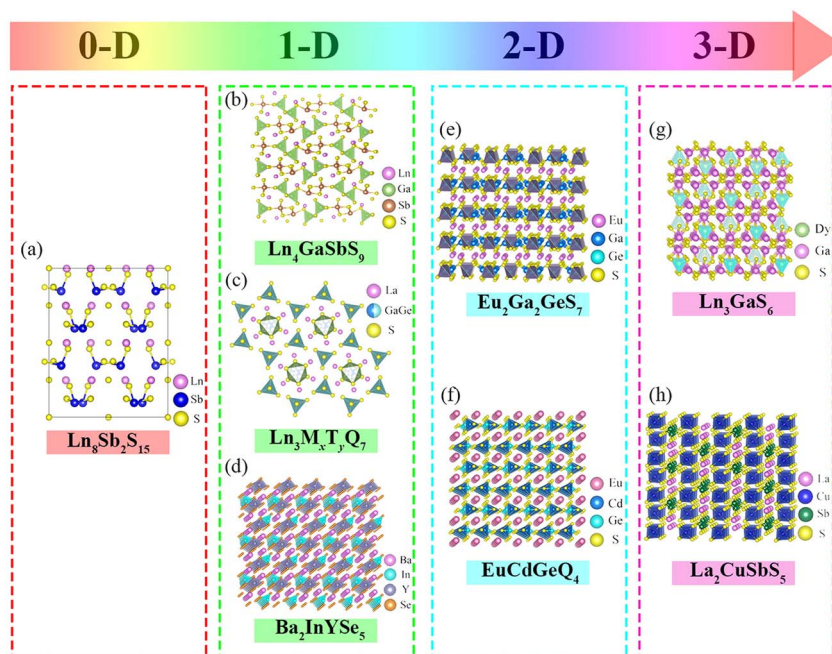 0-D 1-D 2-D 3-D
(a)
Ln
Sb
S
Ln₈Sb₂S₁₅
(b)
Ln
Ga
Sb
S
Ln₄GaSbS₉
(c)
La
GaGe
S
Ln₃MₓTᵧQ₇
(d)
Ba
In
Y
Se
Ba₂InYSe₅
(e)
Eu
Ga
Ge
S
Eu₂Ga₂GeS₇
(f)
Eu
Cd
Ge
S
EuCdGeQ₄
(g)
Dy
Ga
S
Ln₃GaS₆
(h)
La
Cu
Sb
S
La₂CuSbS₅